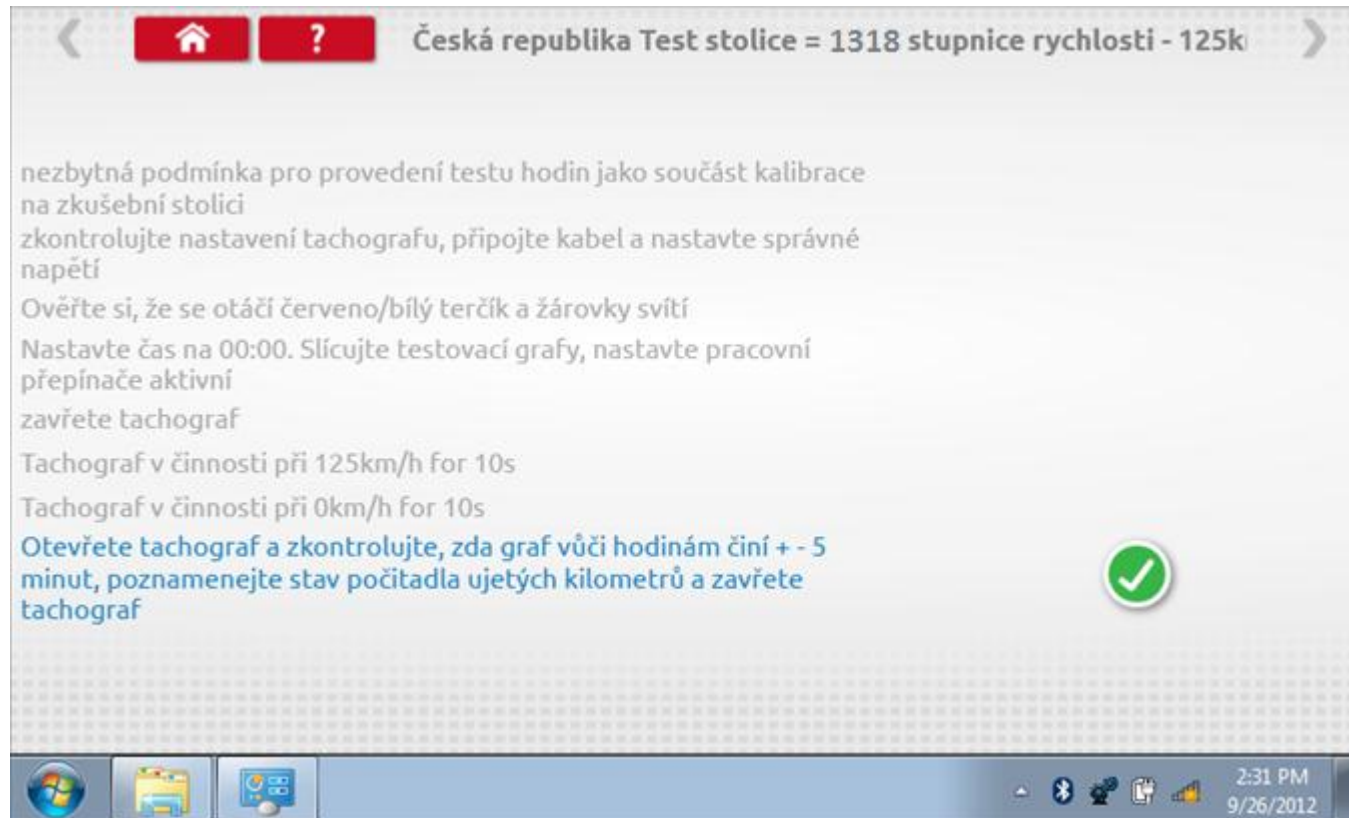 ?
Česká republika Test stolice = 1318 stupnice rychlosti - 125k
nezbytná podmínka pro provedení testu hodin jako součást kalibrace
na zkušební stolici
zkontrolujte nastavení tachografu, připojte kabel a nastavte správné
napětí
Ověřte si, že se otáčí červeno/bílý terčík a žárovky svítí
Nastavte čas na 00:00. Slícujte testovací grafy, nastavte pracovní
přepínače aktivní
zavřete tachograf
Tachograf v činnosti při 125km/h for 10s
Tachograf v činnosti při 0km/h for 10s
Otevřete tachograf a zkontrolujte, zda graf vůči hodinám činí + - 5
minut, poznamenejte stav počitadla ujetých kilometrů a zavřete
tachograf
2:31 PM
9/26/2012